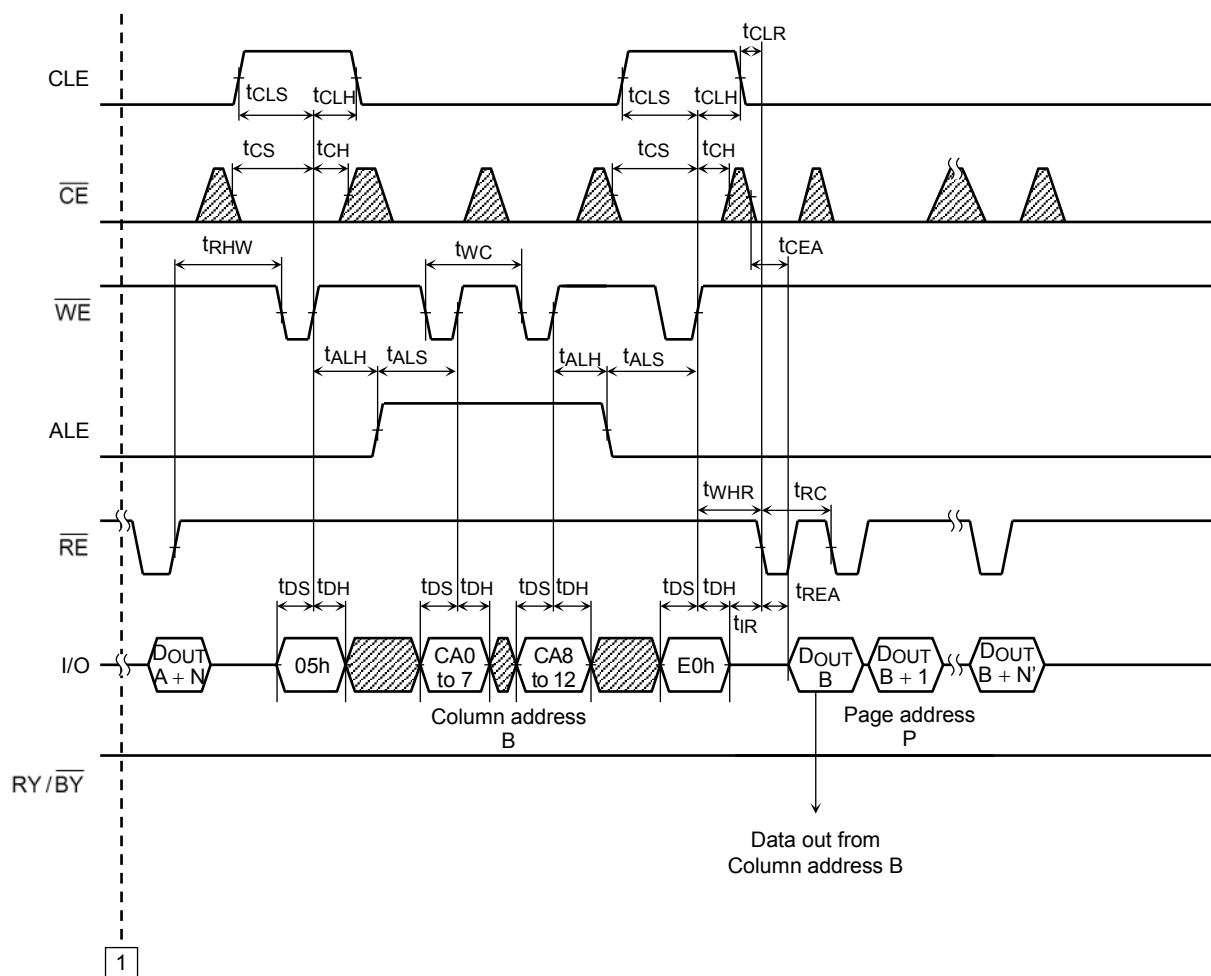 tCLR
CLE
tCLS tCLH tCLS tCLH
tCS tCH tCS tCH
CE
tRHW tWC tCEA
WE
tALH tALS tALH tALS
ALE
tWHR tRC
RE
tDS tDH tDS tDH tDS tDH tDS tDH tREA
tIR
I/O
DOUT A + N
05h
CA0 to 7
CA8 to 12
E0h
DOUT B
DOUT B + 1
DOUT B + N'
Column address B
Page address P
RY/BY
Data out from
Column address B
1